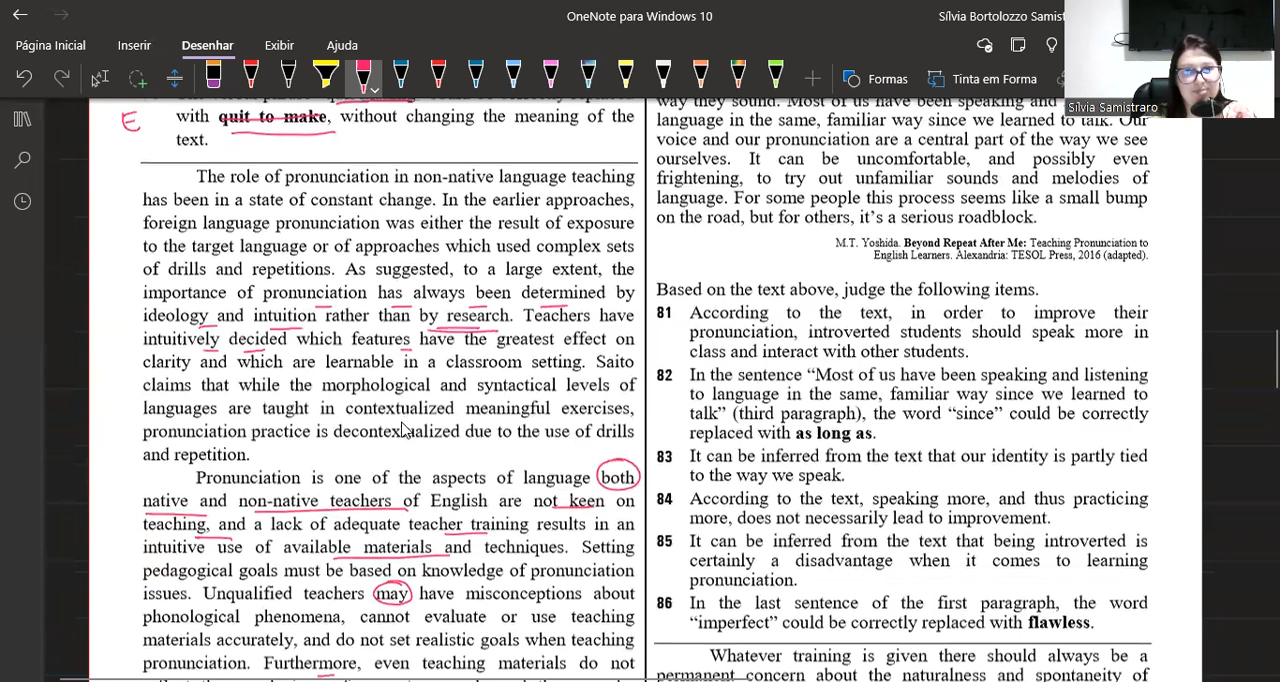 OneNote para Windows 10
Sílvia Bortolozzo Samist
Página Inicial
Inserir
Desenhar
Exibir
Ajuda
Formas
Tinta em Forma
Sílvia Samistraro
E
with quit to make, without changing the meaning of the
text.
The role of pronunciation in non-native language teaching
has been in a state of constant change. In the earlier approaches,
foreign language pronunciation was either the result of exposure
to the target language or of approaches which used complex sets
of drills and repetitions. As suggested, to a large extent, the
importance of pronunciation has always been determined by
ideology and intuition rather than by research. Teachers have
intuitively decided which features have the greatest effect on
clarity and which are learnable in a classroom setting. Saito
claims that while the morphological and syntactical levels of
languages are taught in contextualized meaningful exercises,
pronunciation practice is decontextualized due to the use of drills
and repetition.
Pronunciation is one of the aspects of language both
native and non-native teachers of English are not keen on
teaching, and a lack of adequate teacher training results in an
intuitive use of available materials and techniques. Setting
pedagogical goals must be based on knowledge of pronunciation
issues. Unqualified teachers may have misconceptions about
phonological phenomena, cannot evaluate or use teaching
materials accurately, and do not set realistic goals when teaching
pronunciation. Furthermore, even teaching materials do not
way they sound. Most of us have been speaking and
language in the same, familiar way since we learned to talk. Our
voice and our pronunciation are a central part of the way we see
ourselves. It can be uncomfortable, and possibly even
frightening, to try out unfamiliar sounds and melodies of
language. For some people this process seems like a small bump
on the road, but for others, it's a serious roadblock.
M.T. Yoshida. Beyond Repeat After Me: Teaching Pronunciation to
English Learners. Alexandria: TESOL Press, 2016 (adapted).
Based on the text above, judge the following items.
81 According to the text, in order to improve their
pronunciation, introverted students should speak more in
class and interact with other students.
82 In the sentence “Most of us have been speaking and listening
to language in the same, familiar way since we learned to
talk” (third paragraph), the word “since” could be correctly
replaced with as long as.
83 It can be inferred from the text that our identity is partly tied
to the way we speak.
84 According to the text, speaking more, and thus practicing
more, does not necessarily lead to improvement.
85 It can be inferred from the text that being introverted is
certainly a disadvantage when it comes to learning
pronunciation.
86 In the last sentence of the first paragraph, the word
“imperfect” could be correctly replaced with flawless.
Whatever training is given there should always be a
permanent concern about the naturalness and spontaneity of